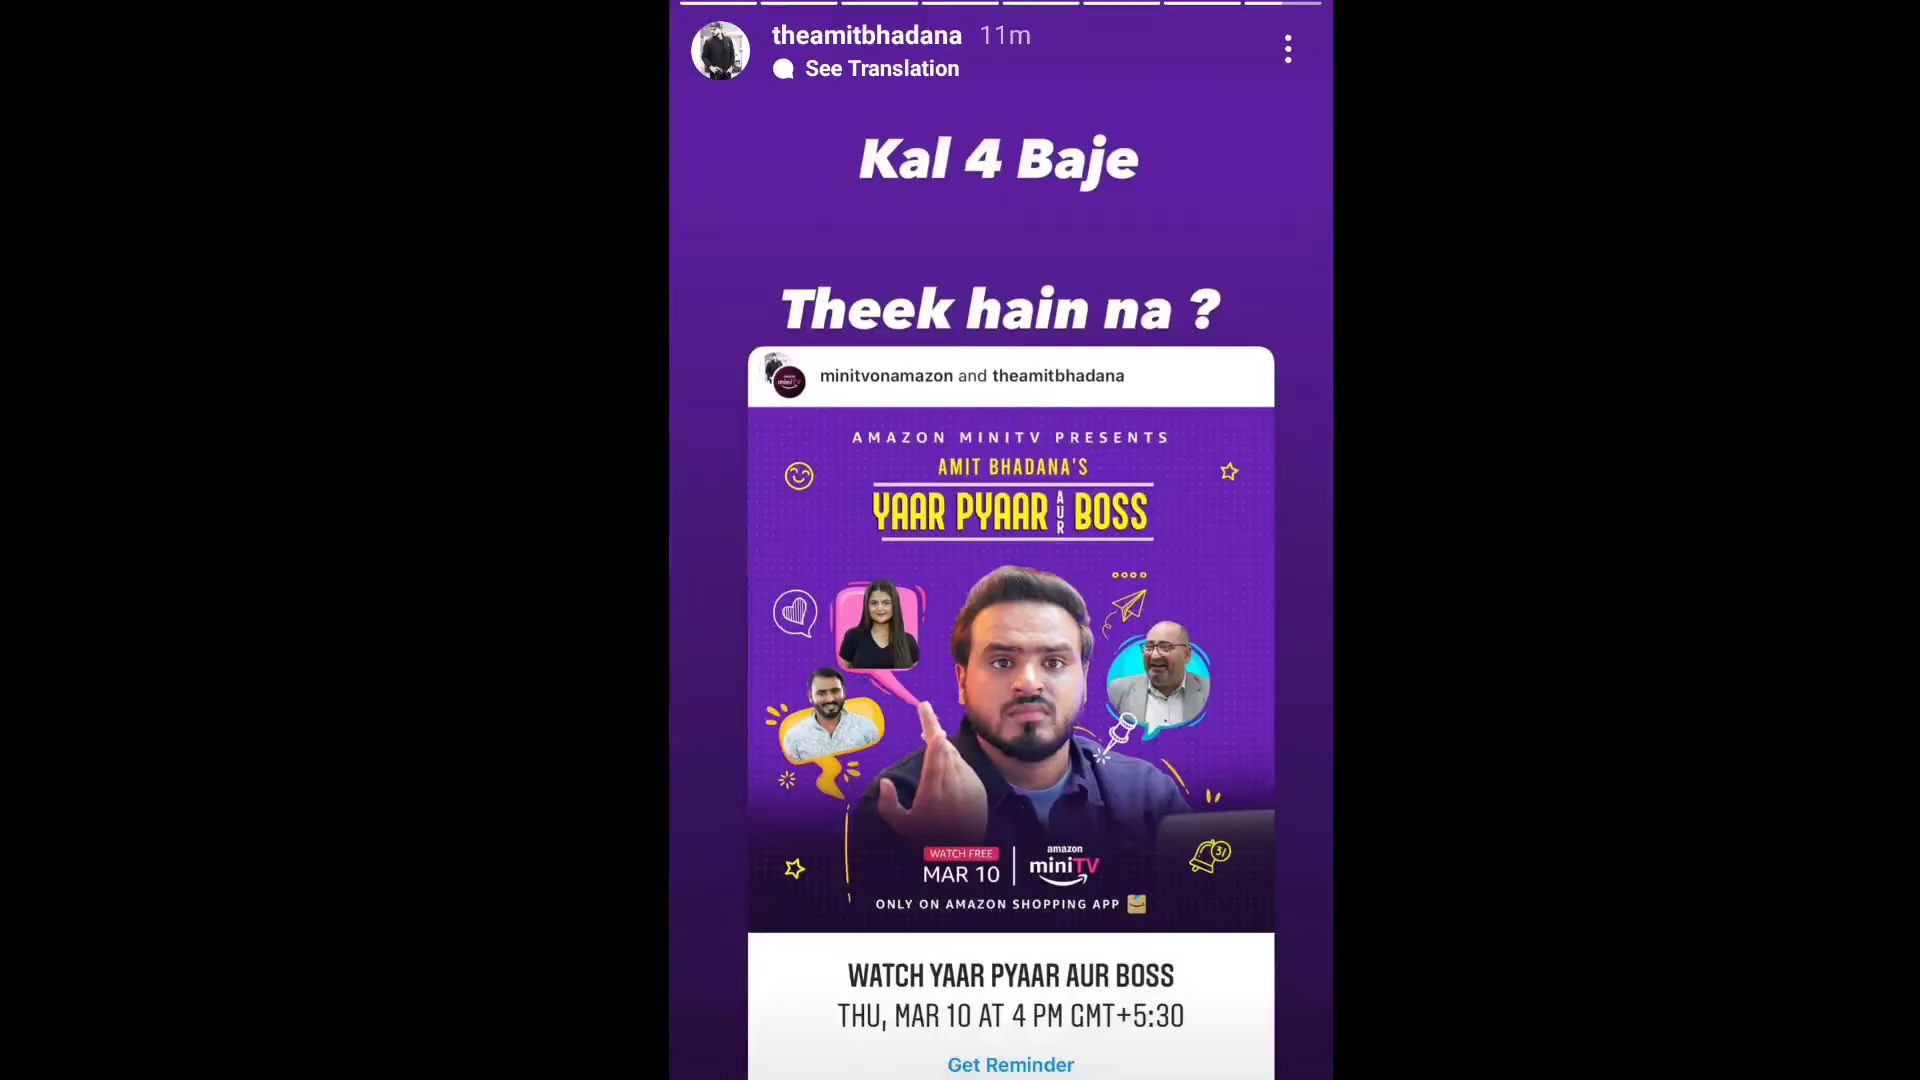 theamitbhadana 11m
See Translation
Kal 4 Baje
Theek hain na ?
minitvonamazon and theamitbhadana
AMAZON MINITV PRESENTS
AMIT BHADANA'S
YAAR PYAAR AUR BOSS
WATCH FREE
MAR 10
amazon
miniTV
ONLY ON AMAZON SHOPPING APP
WATCH YAAR PYAAR AUR BOSS
THU, MAR 10 AT 4 PM GMT+5:30
Get Reminder